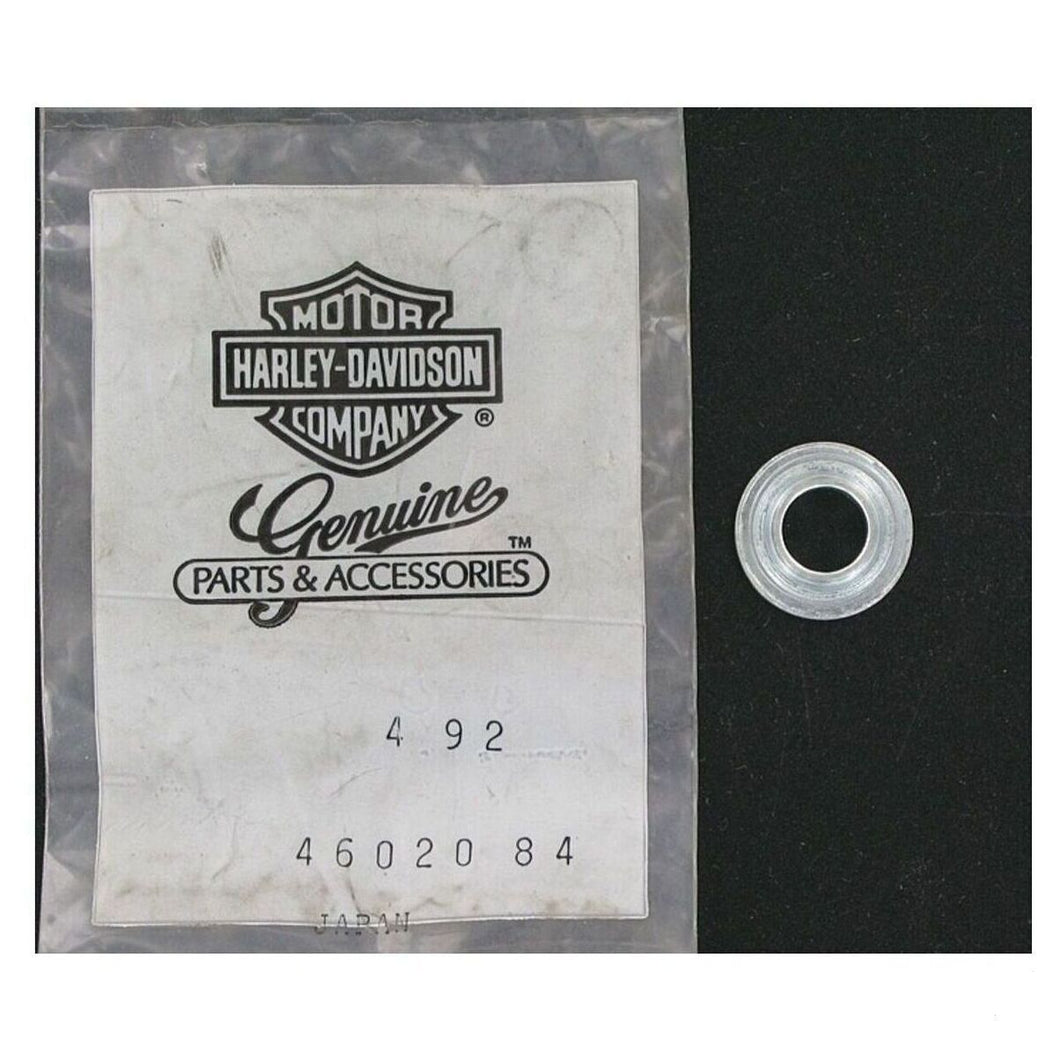 MOTOR
HARLEY-DAVIDSON
COMPANY ®
Genuine ™
PARTS & ACCESSORIES
4 92
46020 84
JAPAN